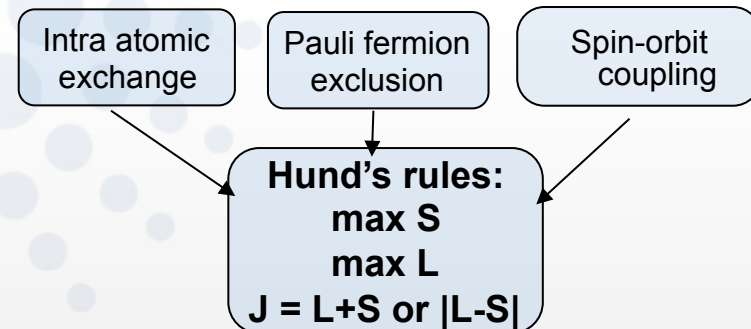 Intra atomic
exchange
Pauli fermion
exclusion
Spin-orbit
coupling
Hund’s rules:
max S
max L
J = L+S or |L-S|